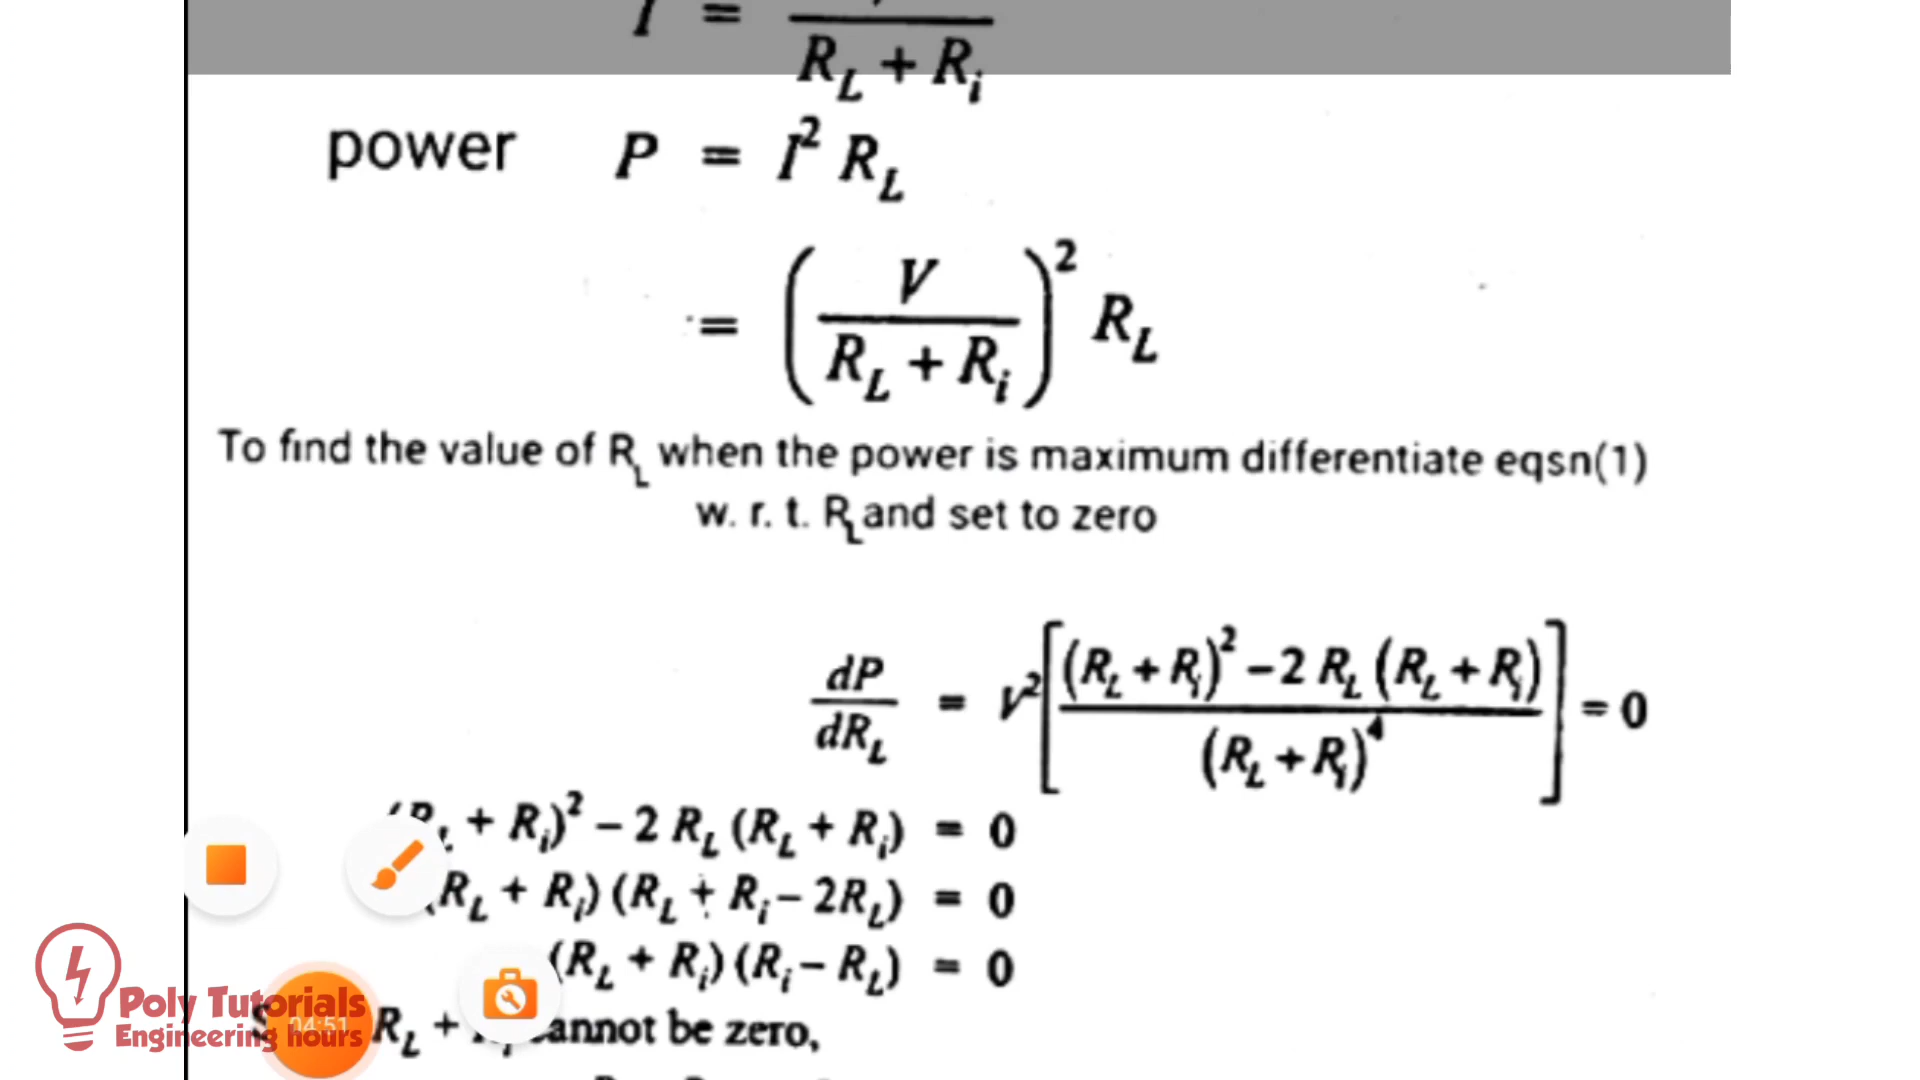 I =
R_L + R_i
power P = I² R_L
= ( V / (R_L + R_i) )² R_L
To find the value of R_L when the power is maximum differentiate eqsn(1)
w. r. t. R_L and set to zero
dP/dR_L = V² [ ((R_L + R_i)² − 2 R_L (R_L + R_i)) / (R_L + R_i)⁴ ] = 0
(R_L + R_i)² − 2 R_L (R_L + R_i) = 0
(R_L + R_i) (R_L + R_i − 2R_L) = 0
(R_L + R_i) (R_i − R_L) = 0
R_L + cannot be zero,
Poly Tutorials
Engineering hours
04:51